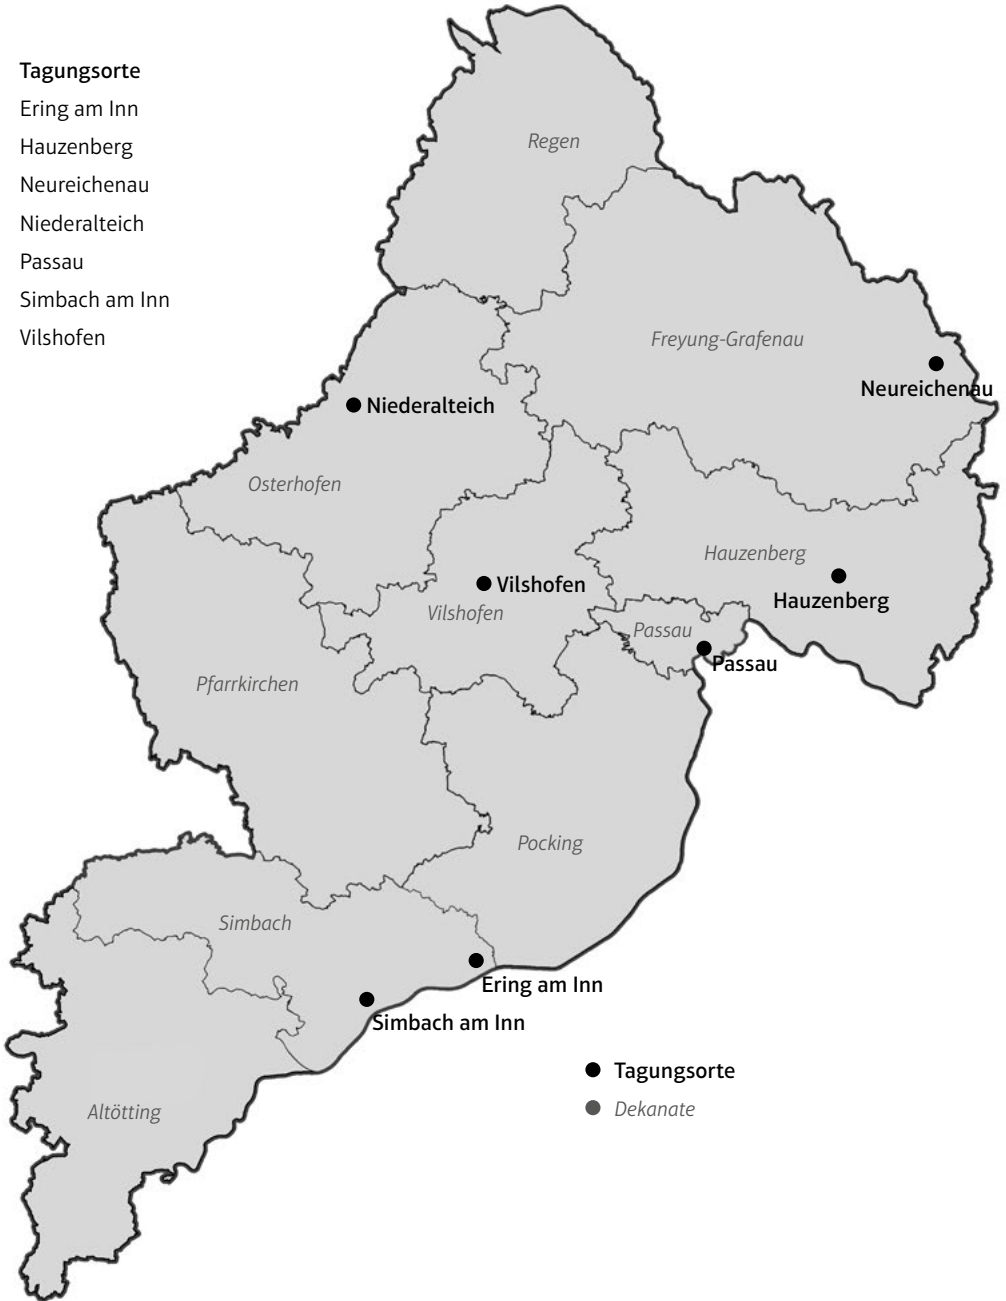 Tagungsorte
Ering am Inn
Hauzenberg
Neureichenau
Niederalteich
Passau
Simbach am Inn
Vilshofen
Regen
Freyung-Grafenau
Neureichenau
Niederalteich
Osterhofen
Hauzenberg
Vilshofen
Hauzenberg
Vilshofen
Passau
Passau
Pfarrkirchen
Pocking
Simbach
Ering am Inn
Simbach am Inn
Tagungsorte
Dekanate
Altötting